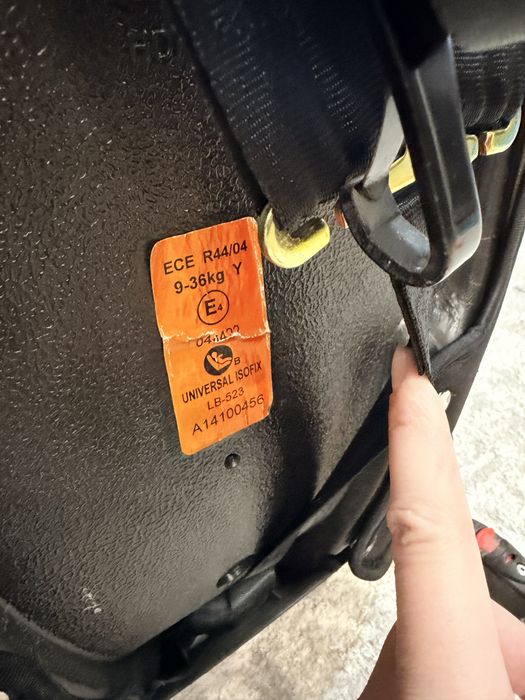 ECE R44/04
9-36kg Y
E4
B
UNIVERSAL ISOFIX
LB-523
A14100456